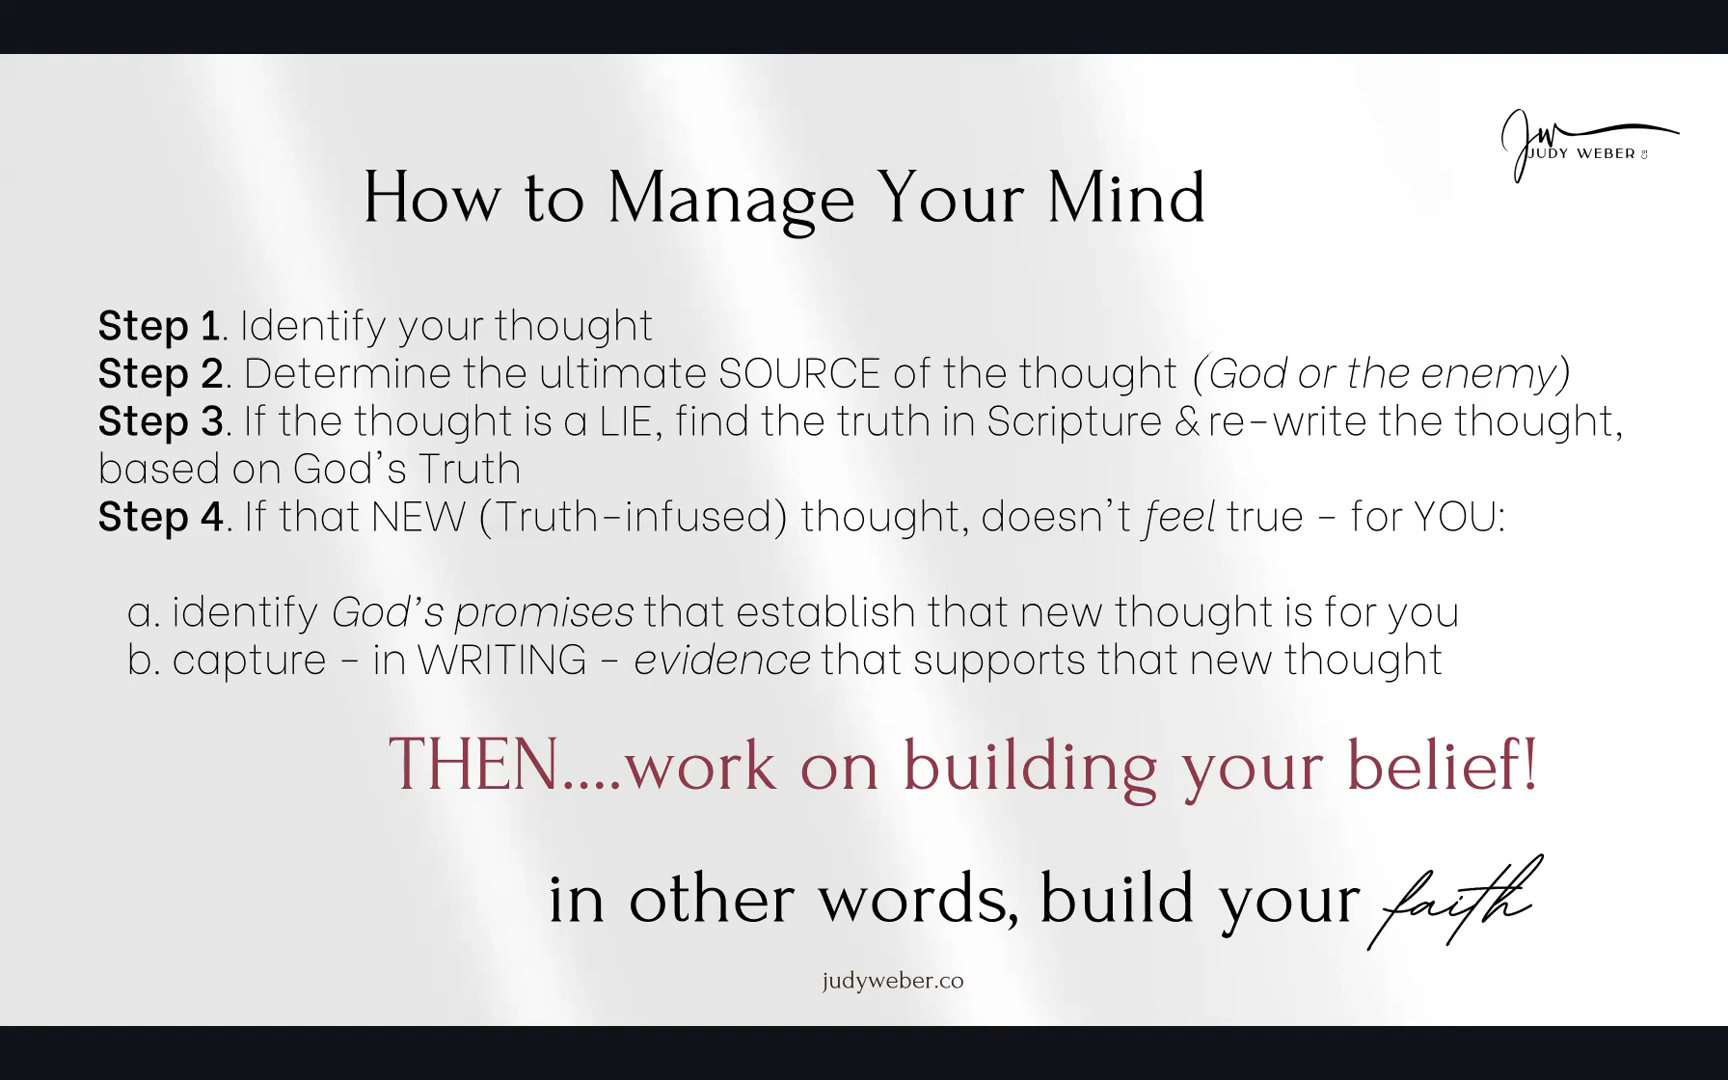 JW
JUDY WEBER CO
How to Manage Your Mind
Step 1. Identify your thought
Step 2. Determine the ultimate SOURCE of the thought (God or the enemy)
Step 3. If the thought is a LIE, find the truth in Scripture & re-write the thought,
based on God's Truth
Step 4. If that NEW (Truth-infused) thought, doesn't feel true - for YOU:
a. identify God's promises that establish that new thought is for you
b. capture - in WRITING - evidence that supports that new thought
THEN....work on building your belief!
in other words, build your faith
judyweber.co